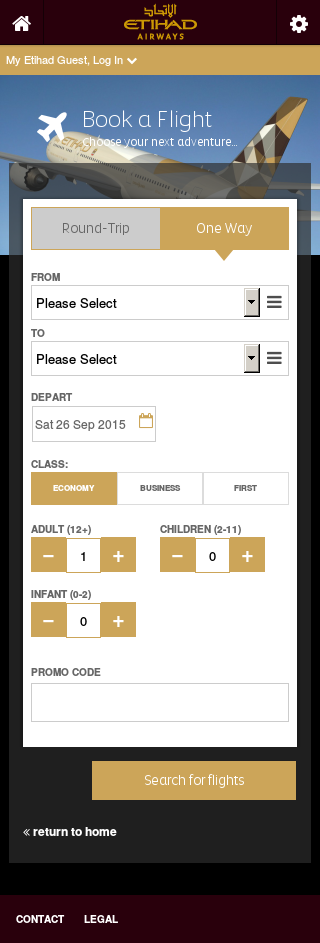 الإتحاد
ETIHAD
AIRWAYS
My Etihad Guest, Log In
Book a Flight
choose your next adventure...
Round-Trip
One Way
FROM
Please Select
TO
Please Select
DEPART
Sat 26 Sep 2015
CLASS:
ECONOMY BUSINESS FIRST
ADULT (12+) CHILDREN (2-11)
− 1 + − 0 +
INFANT (0-2)
− 0 +
PROMO CODE
Search for flights
« return to home
CONTACT LEGAL